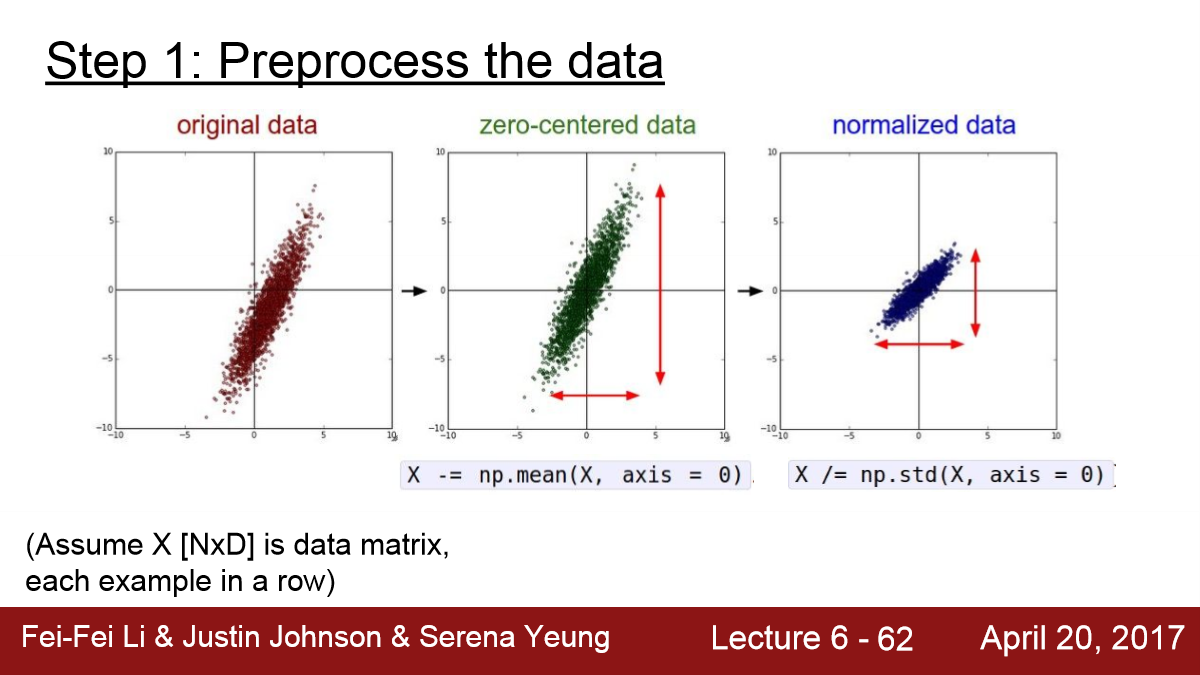 Step 1: Preprocess the data
original data
zero-centered data
normalized data
10
5
0
−5
−10
−10
−5
0
5
10
10
5
0
−5
−10
−10
−5
0
5
10
10
5
0
−5
−10
−10
−5
0
5
10
X -= np.mean(X, axis = 0)
X /= np.std(X, axis = 0)
(Assume X [NxD] is data matrix,
each example in a row)
Fei-Fei Li & Justin Johnson & Serena Yeung
Lecture 6 - 62
April 20, 2017